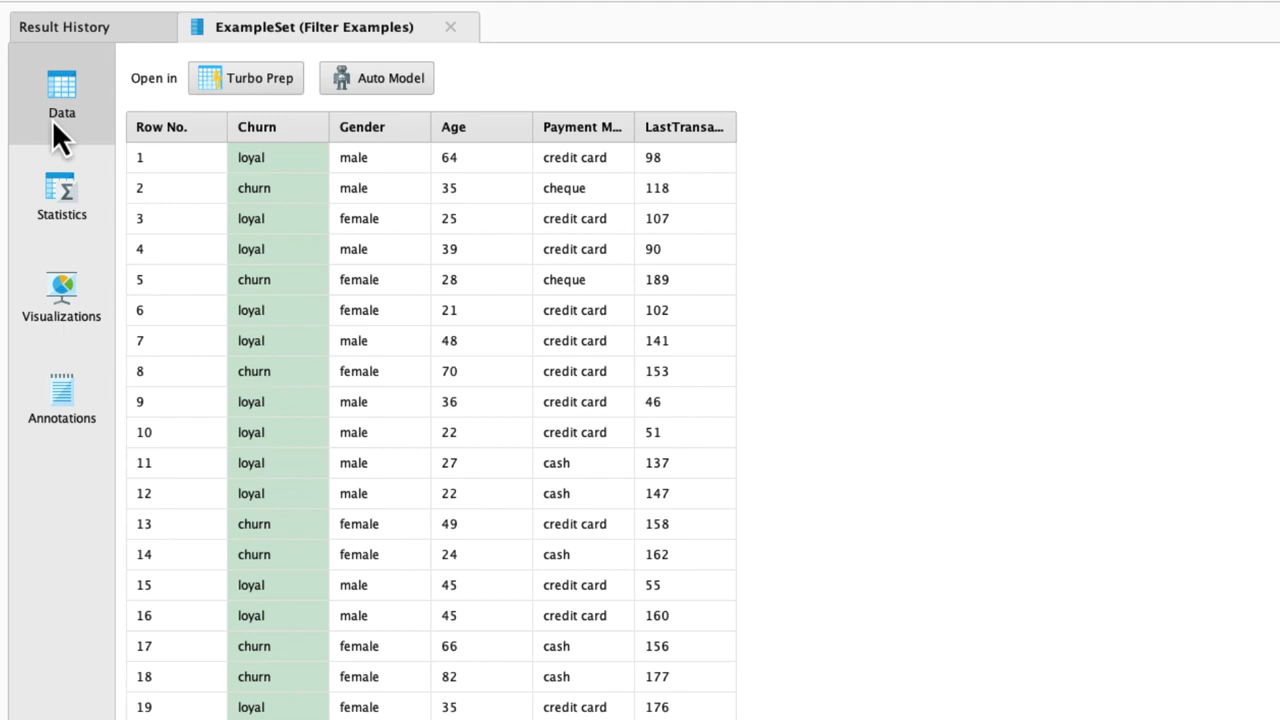 Result History ExampleSet (Filter Examples)
Open in Turbo Prep Auto Model
Data
Statistics
Visualizations
Annotations
Row No. Churn Gender Age Payment M... LastTransa...
1 loyal male 64 credit card 98
2 churn male 35 cheque 118
3 loyal female 25 credit card 107
4 loyal male 39 credit card 90
5 churn female 28 cheque 189
6 loyal female 21 credit card 102
7 loyal male 48 credit card 141
8 churn female 70 credit card 153
9 loyal male 36 credit card 46
10 loyal male 22 credit card 51
11 loyal male 27 cash 137
12 loyal male 22 cash 147
13 churn female 49 credit card 158
14 churn female 24 cash 162
15 loyal male 45 credit card 55
16 loyal male 45 credit card 160
17 churn female 66 cash 156
18 churn female 82 cash 177
19 loyal female 35 credit card 176